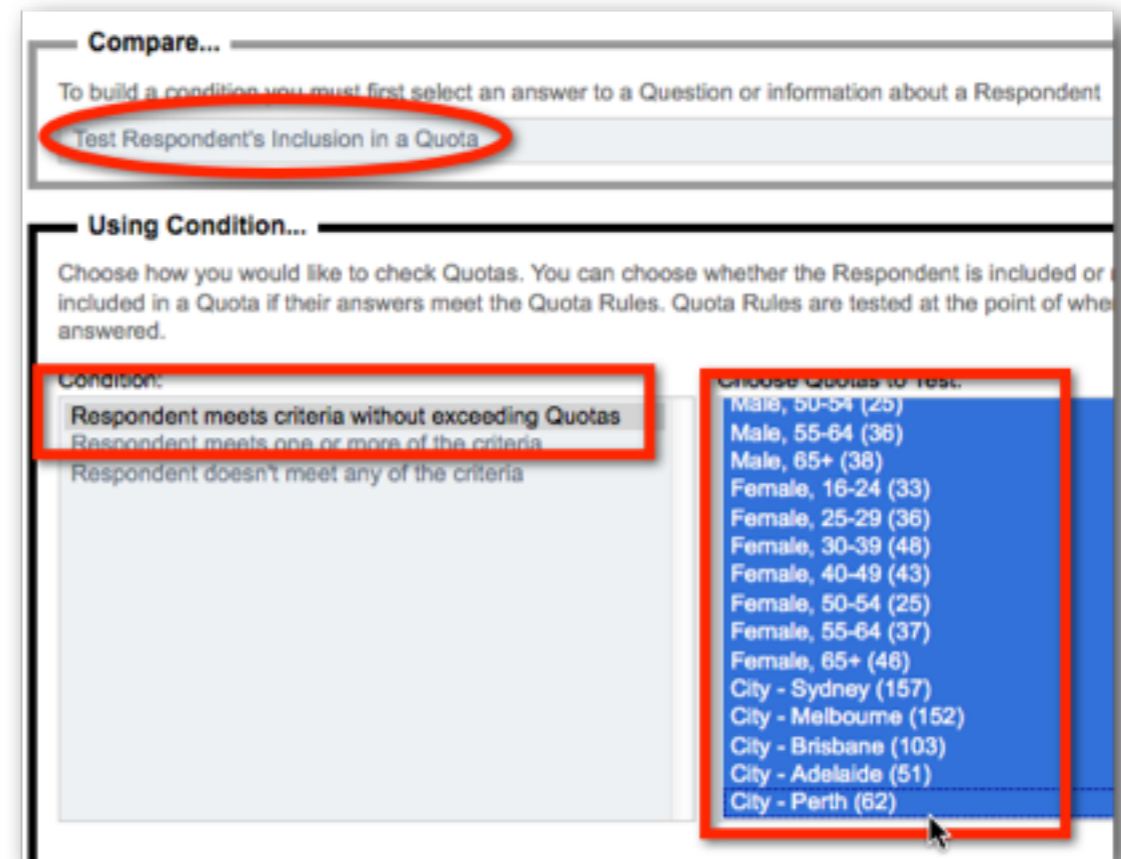 Compare...
To build a condition you must first select an answer to a Question or information about a Respondent
Test Respondent's Inclusion in a Quota
Using Condition...
Choose how you would like to check Quotas. You can choose whether the Respondent is included or
included in a Quota if their answers meet the Quota Rules. Quota Rules are tested at the point of
answered.
Condition:
Respondent meets criteria without exceeding Quotas
Respondent meets one or more of the criteria
Respondent doesn't meet any of the criteria
Choose Quotas to Test:
Male, 50-54 (25)
Male, 55-64 (36)
Male, 65+ (38)
Female, 16-24 (33)
Female, 25-29 (36)
Female, 30-39 (48)
Female, 40-49 (43)
Female, 50-54 (25)
Female, 55-64 (37)
Female, 65+ (46)
City - Sydney (157)
City - Melbourne (152)
City - Brisbane (103)
City - Adelaide (51)
City - Perth (62)